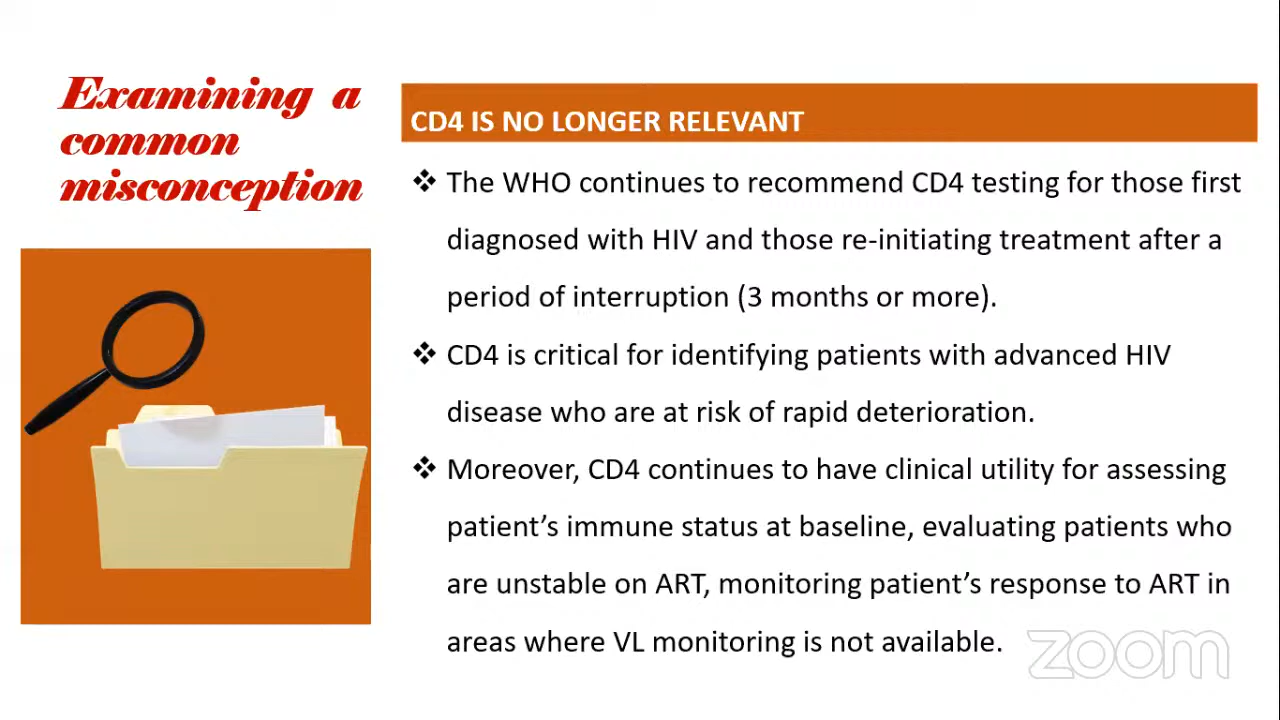 Examining a
common
misconception
CD4 IS NO LONGER RELEVANT
❖ The WHO continues to recommend CD4 testing for those first
diagnosed with HIV and those re-initiating treatment after a
period of interruption (3 months or more).
❖ CD4 is critical for identifying patients with advanced HIV
disease who are at risk of rapid deterioration.
❖ Moreover, CD4 continues to have clinical utility for assessing
patient’s immune status at baseline, evaluating patients who
are unstable on ART, monitoring patient’s response to ART in
areas where VL monitoring is not available.
zoom